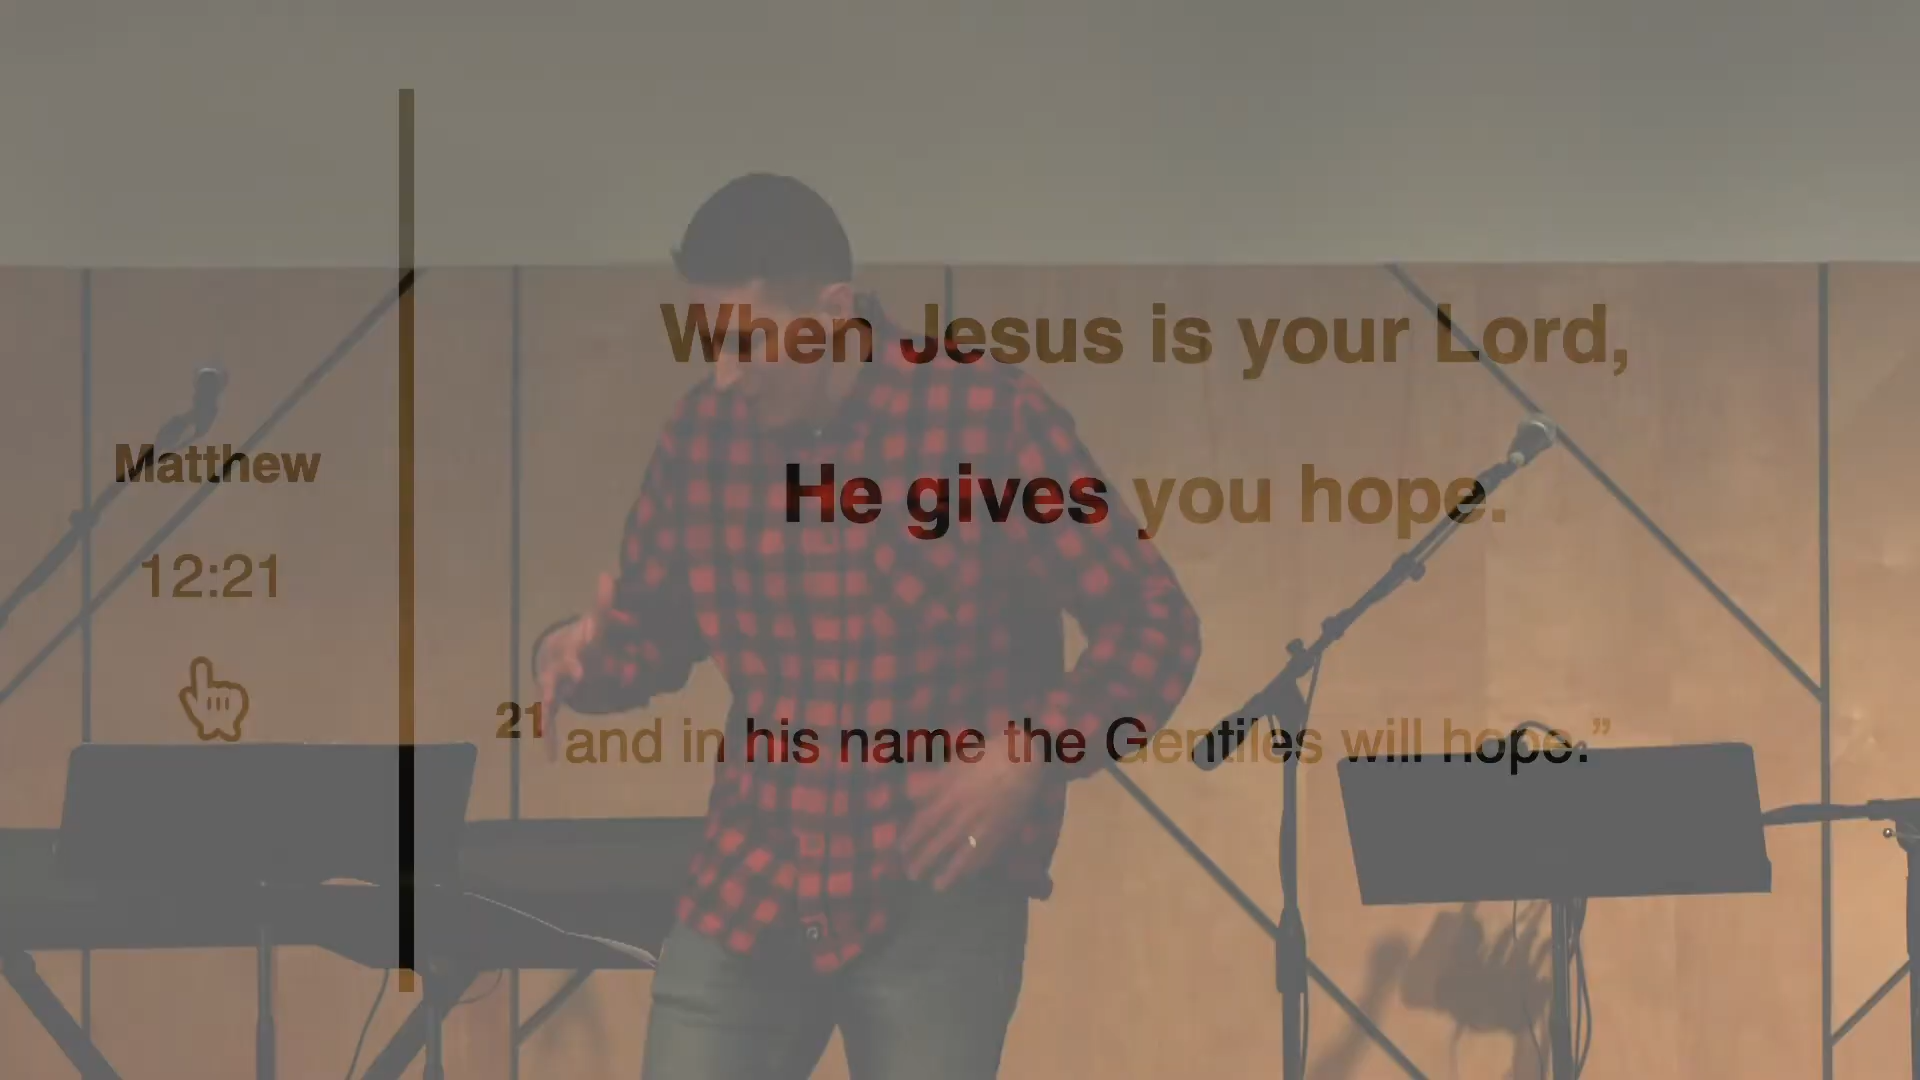 Matthew
12:21
When Jesus is your Lord,
He gives you hope.
21 and in his name the Gentiles will hope.”